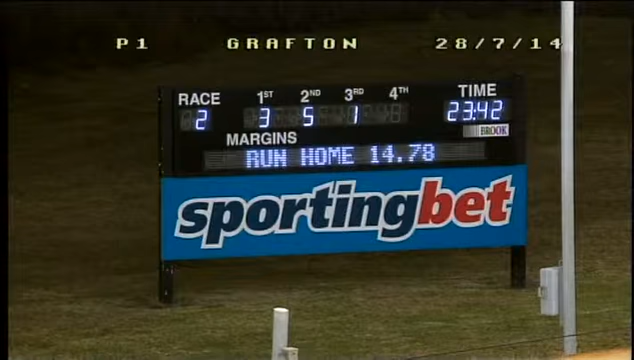 P1 GRAFTON 28/7/14
RACE 1ST 2ND 3RD 4TH TIME
2 3 5 1 23:42
BROOK
MARGINS
RUN HOME 14.78
sportingbet